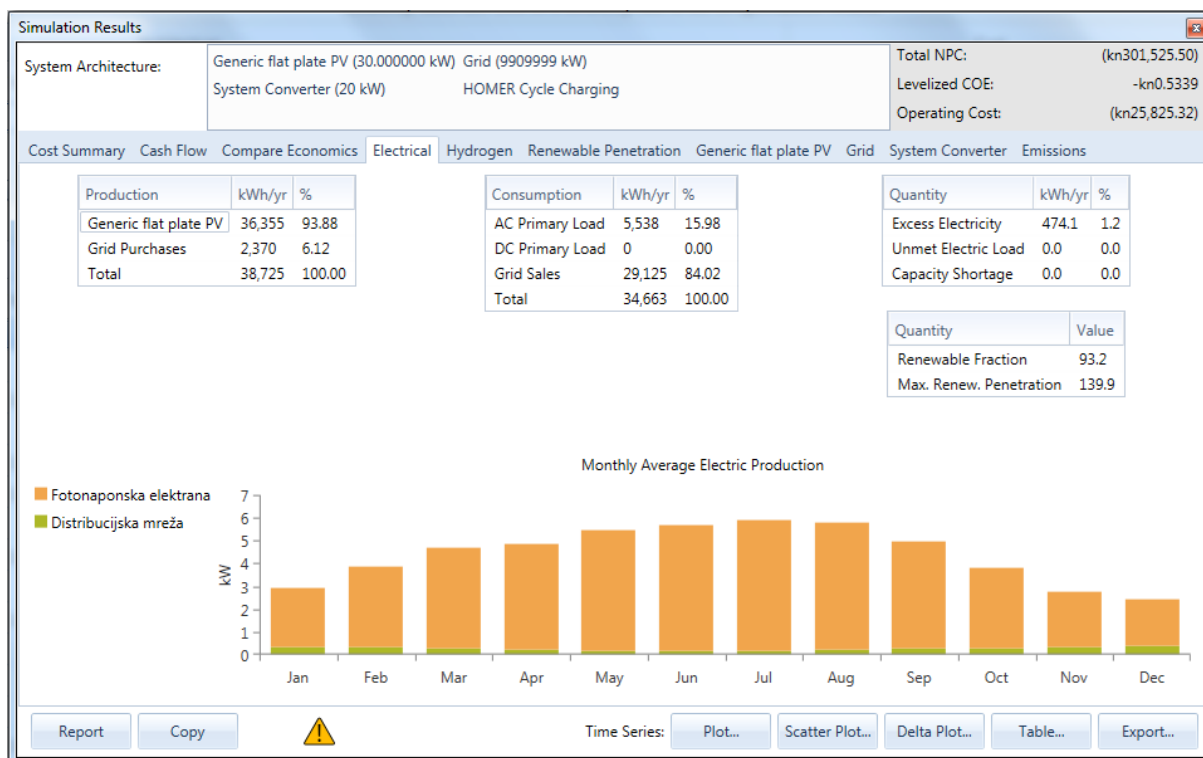 Simulation Results
System Architecture:
Generic flat plate PV (30.000000 kW) Grid (9909999 kW)
System Converter (20 kW) HOMER Cycle Charging
Total NPC: (kn301,525.50)
Levelized COE: -kn0.5339
Operating Cost: (kn25,825.32)
Cost Summary Cash Flow Compare Economics Electrical Hydrogen Renewable Penetration Generic flat plate PV Grid System Converter Emissions
Production kWh/yr %
Generic flat plate PV 36,355 93.88
Grid Purchases 2,370 6.12
Total 38,725 100.00
Consumption kWh/yr %
AC Primary Load 5,538 15.98
DC Primary Load 0 0.00
Grid Sales 29,125 84.02
Total 34,663 100.00
Quantity kWh/yr %
Excess Electricity 474.1 1.2
Unmet Electric Load 0.0 0.0
Capacity Shortage 0.0 0.0
Quantity Value
Renewable Fraction 93.2
Max. Renew. Penetration 139.9
Monthly Average Electric Production
Fotonaponska elektrana
Distribucijska mreža
kW
7
6
5
4
3
2
1
0
Jan Feb Mar Apr May Jun Jul Aug Sep Oct Nov Dec
Report Copy Time Series: Plot... Scatter Plot... Delta Plot... Table... Export...